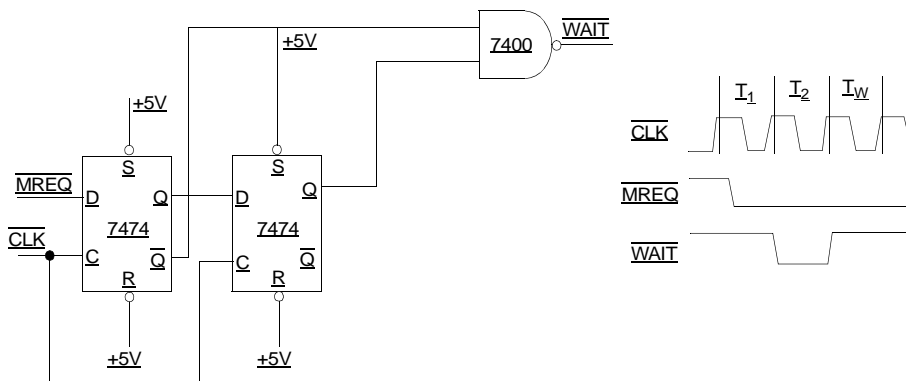 WAIT
7400
+5V
+5V
T1 T2 TW
CLK
S S
MREQ D Q D Q
MREQ
7474 7474
CLK C Q C Q
WAIT
R R
+5V +5V